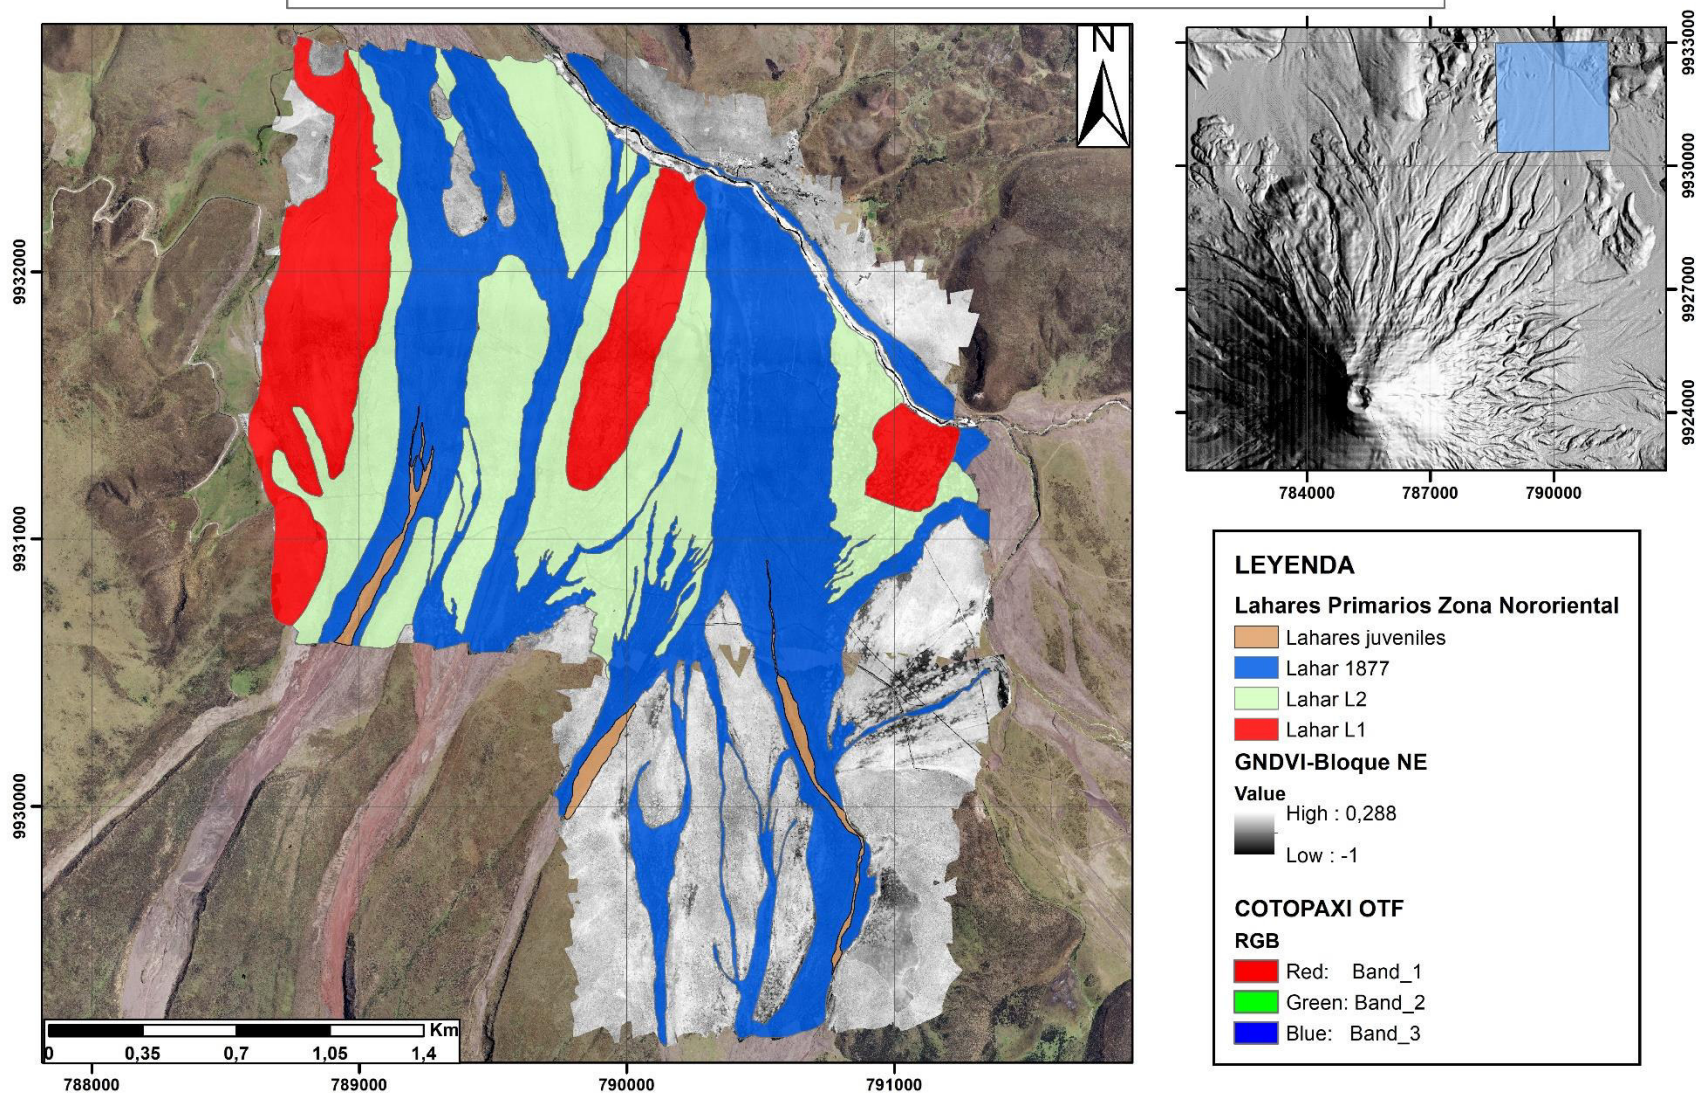 N
9932000
9931000
9930000
788000
789000
790000
791000
0
0,35
0,7
1,05
1,4
Km
9933000
9930000
9927000
9924000
784000
787000
790000
LEYENDA
Lahares Primarios Zona Nororiental
Lahares juveniles
Lahar 1877
Lahar L2
Lahar L1
GNDVI-Bloque NE
Value
High : 0,288
Low : -1
COTOPAXI OTF
RGB
Red: Band_1
Green: Band_2
Blue: Band_3